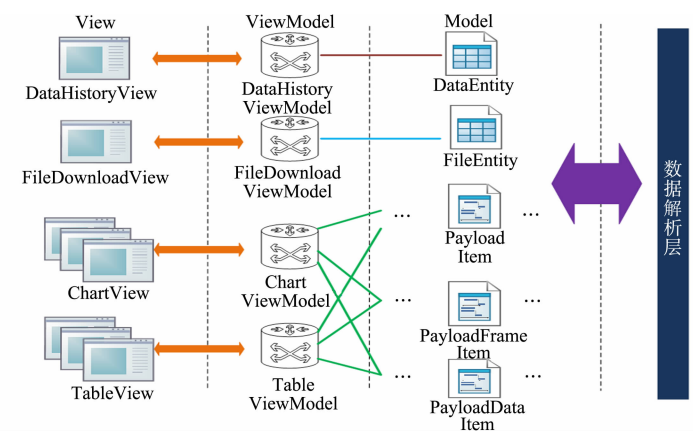 View
ViewModel
Model
DataHistoryView
DataHistory
ViewModel
DataEntity
FileDownloadView
FileDownload
ViewModel
FileEntity
...
...
Payload
Item
ChartView
Chart
ViewModel
...
...
PayloadFrame
Item
TableView
Table
ViewModel
...
...
PayloadData
Item
数据解析层